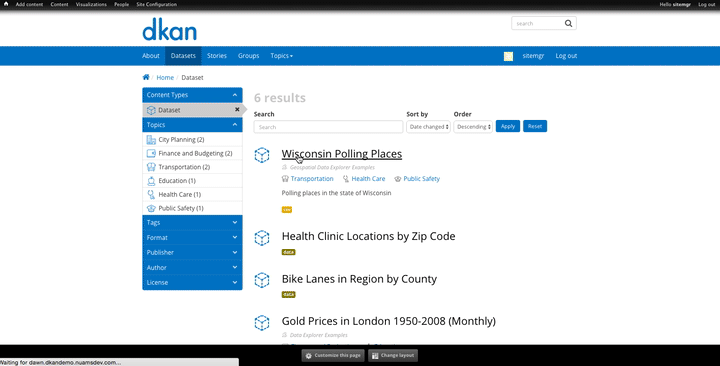 Add content Content Visualizations People Site Configuration Hello sitemgr Log out
dkan
search
About Datasets Stories Groups Topics sitemgr Log out
Home / Dataset
Content Types
Dataset
Topics
City Planning (2)
Finance and Budgeting (2)
Transportation (2)
Education (1)
Health Care (1)
Public Safety (1)
Tags
Format
Publisher
Author
License
6 results
Search Sort by Order
Search Date changed Descending Apply Reset
Wisconsin Polling Places
Geospatial Data Explorer Examples
Transportation Health Care Public Safety
Polling places in the state of Wisconsin
Health Clinic Locations by Zip Code
data
Bike Lanes in Region by County
data
Gold Prices in London 1950-2008 (Monthly)
Data Explorer Examples
Customize this page Change layout
Waiting for dawn.dkandemo.nuamsdev.com...